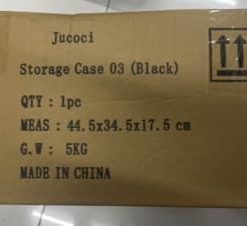 Jucoci
Storage Case 03 (Black)
QTY : 1pc
MEAS : 44.5x34.5x17.5 cm
G.W : 5KG
MADE IN CHINA